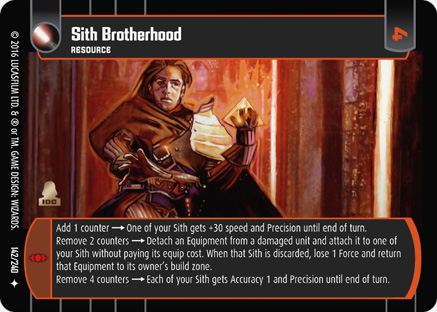 Sith Brotherhood
RESOURCE
4
© 2016 LUCASFILM LTD. & ® or TM. GAME DESIGN: WIZARDS.
142/240
IDC
Add 1 counter → One of your Sith gets +30 speed and Precision until end of turn.
Remove 2 counters → Detach an Equipment from a damaged unit and attach it to one of
your Sith without paying its equip cost. When that Sith is discarded, lose 1 Force and return
that Equipment to its owner's build zone.
Remove 4 counters → Each of your Sith gets Accuracy 1 and Precision until end of turn.